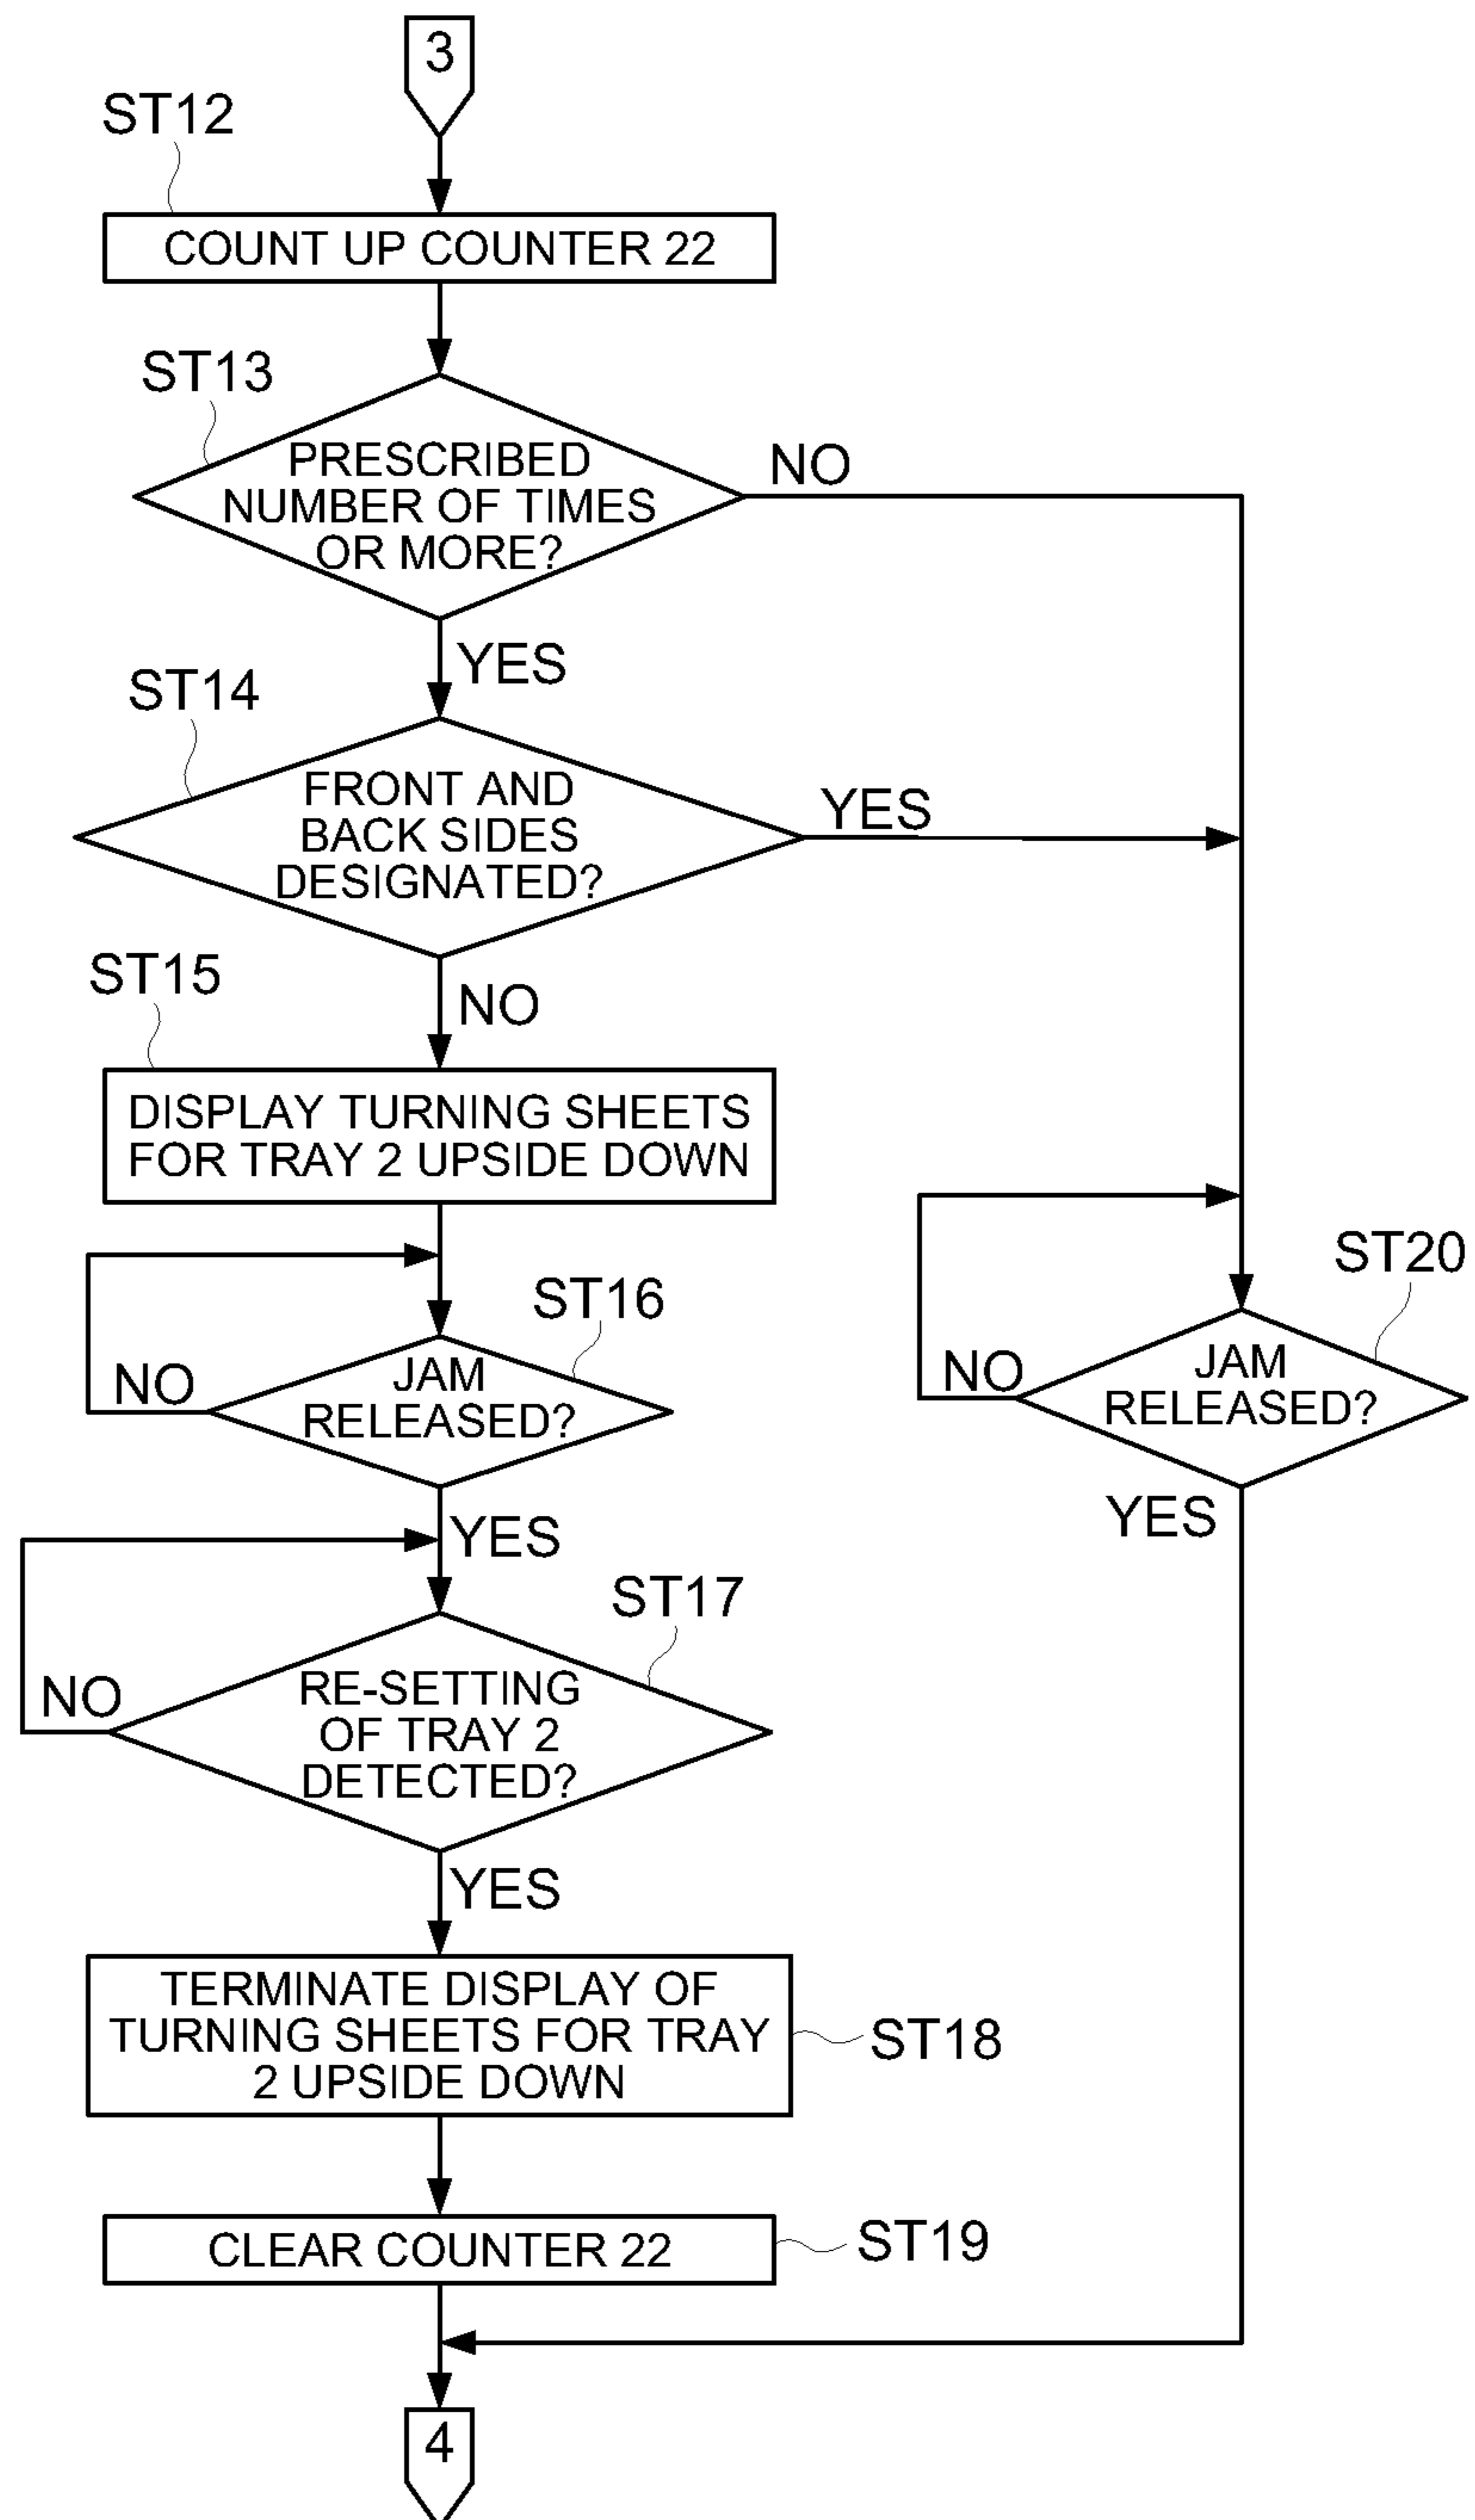 3
ST12
COUNT UP COUNTER 22
ST13
PRESCRIBED
NUMBER OF TIMES
OR MORE?
NO
YES
ST14
FRONT AND
BACK SIDES
DESIGNATED?
YES
NO
ST15
DISPLAY TURNING SHEETS
FOR TRAY 2 UPSIDE DOWN
ST16
JAM
RELEASED?
NO
YES
ST20
JAM
RELEASED?
NO
YES
ST17
RE-SETTING
OF TRAY 2
DETECTED?
NO
YES
TERMINATE DISPLAY OF
TURNING SHEETS FOR TRAY
2 UPSIDE DOWN
ST18
CLEAR COUNTER 22
ST19
4